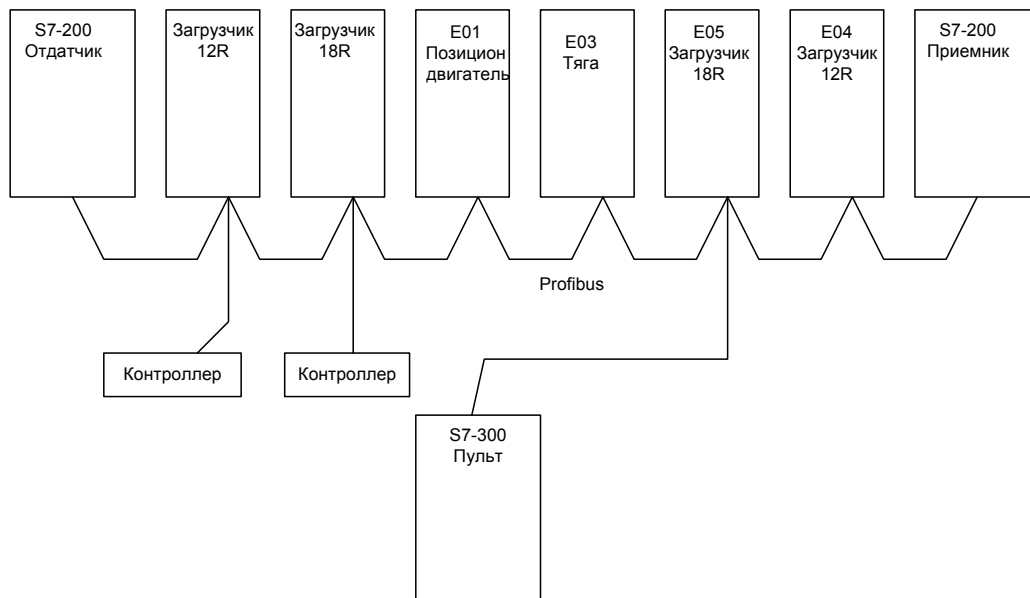 S7-200
Отдатчик
Загрузчик
12R
Загрузчик
18R
E01
Позицион
двигатель
E03
Тяга
E05
Загрузчик
18R
E04
Загрузчик
12R
S7-200
Приемник
Profibus
Контроллер
Контроллер
S7-300
Пульт